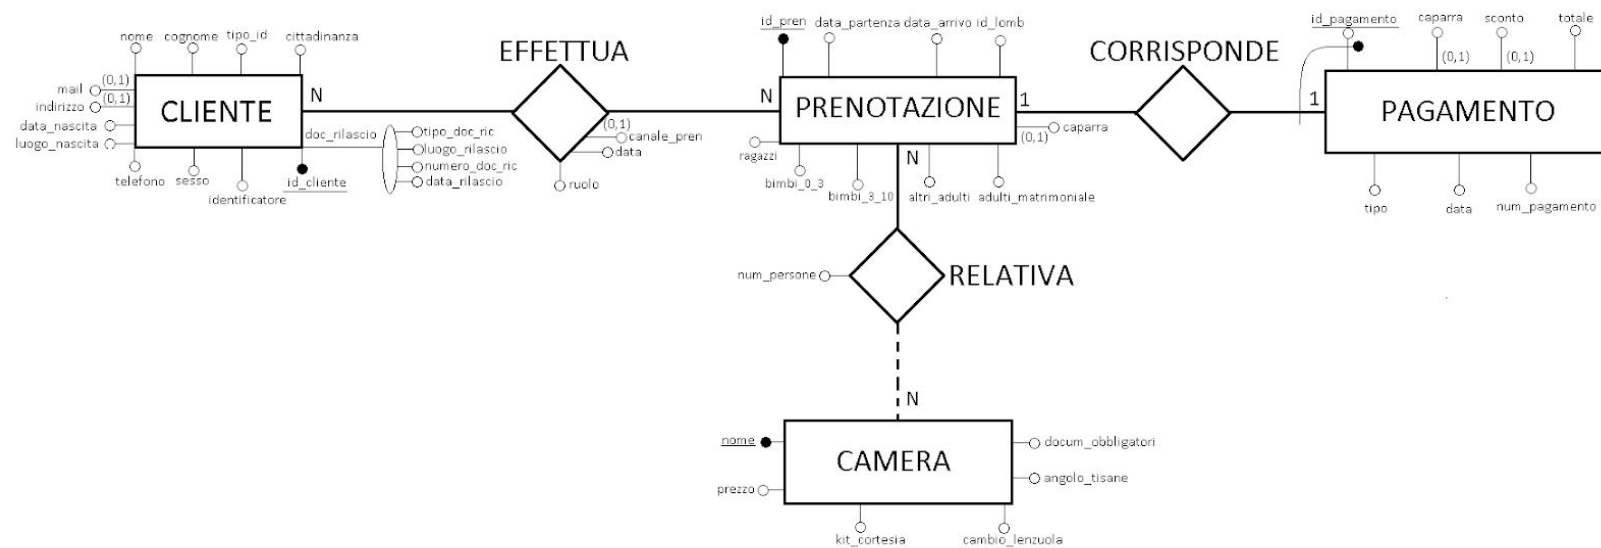 nome cognome tipo_id cittadinanza
mail (0,1)
indirizzo (0,1)
data_nascita
luogo_nascita
CLIENTE
N
doc_rilascio
tipo_doc_ric
luogo_rilascio
numero_doc_ric
data_rilascio
telefono sesso identificatore id_cliente
EFFETTUA
(0,1)
canale_pren
data
ruolo
id_pren data_partenza data_arrivo id_lomb
N
PRENOTAZIONE
1
caparra
(0,1)
ragazzi
bimbi_0_3 bimbi_3_10 altri_adulti adulti_matrimoniale
N
CORRISPONDE
id_pagamento caparra sconto totale
(0,1) (0,1)
1
PAGAMENTO
tipo data num_pagamento
num_persone
RELATIVA
N
nome
prezzo
CAMERA
docum_obbligatori
angolo_tisane
kit_cortesia cambio_lenzuola